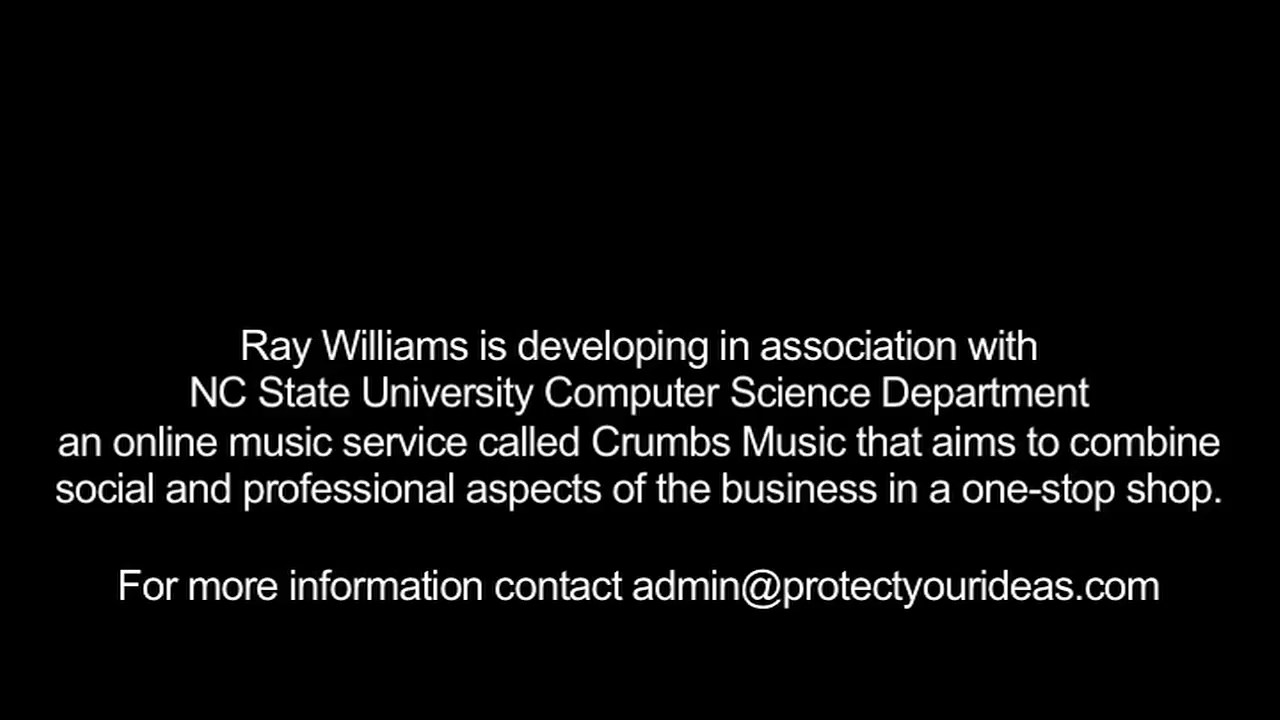 Ray Williams is developing in association with
NC State University Computer Science Department
an online music service called Crumbs Music that aims to combine
social and professional aspects of the business in a one-stop shop.
For more information contact admin@protectyourideas.com